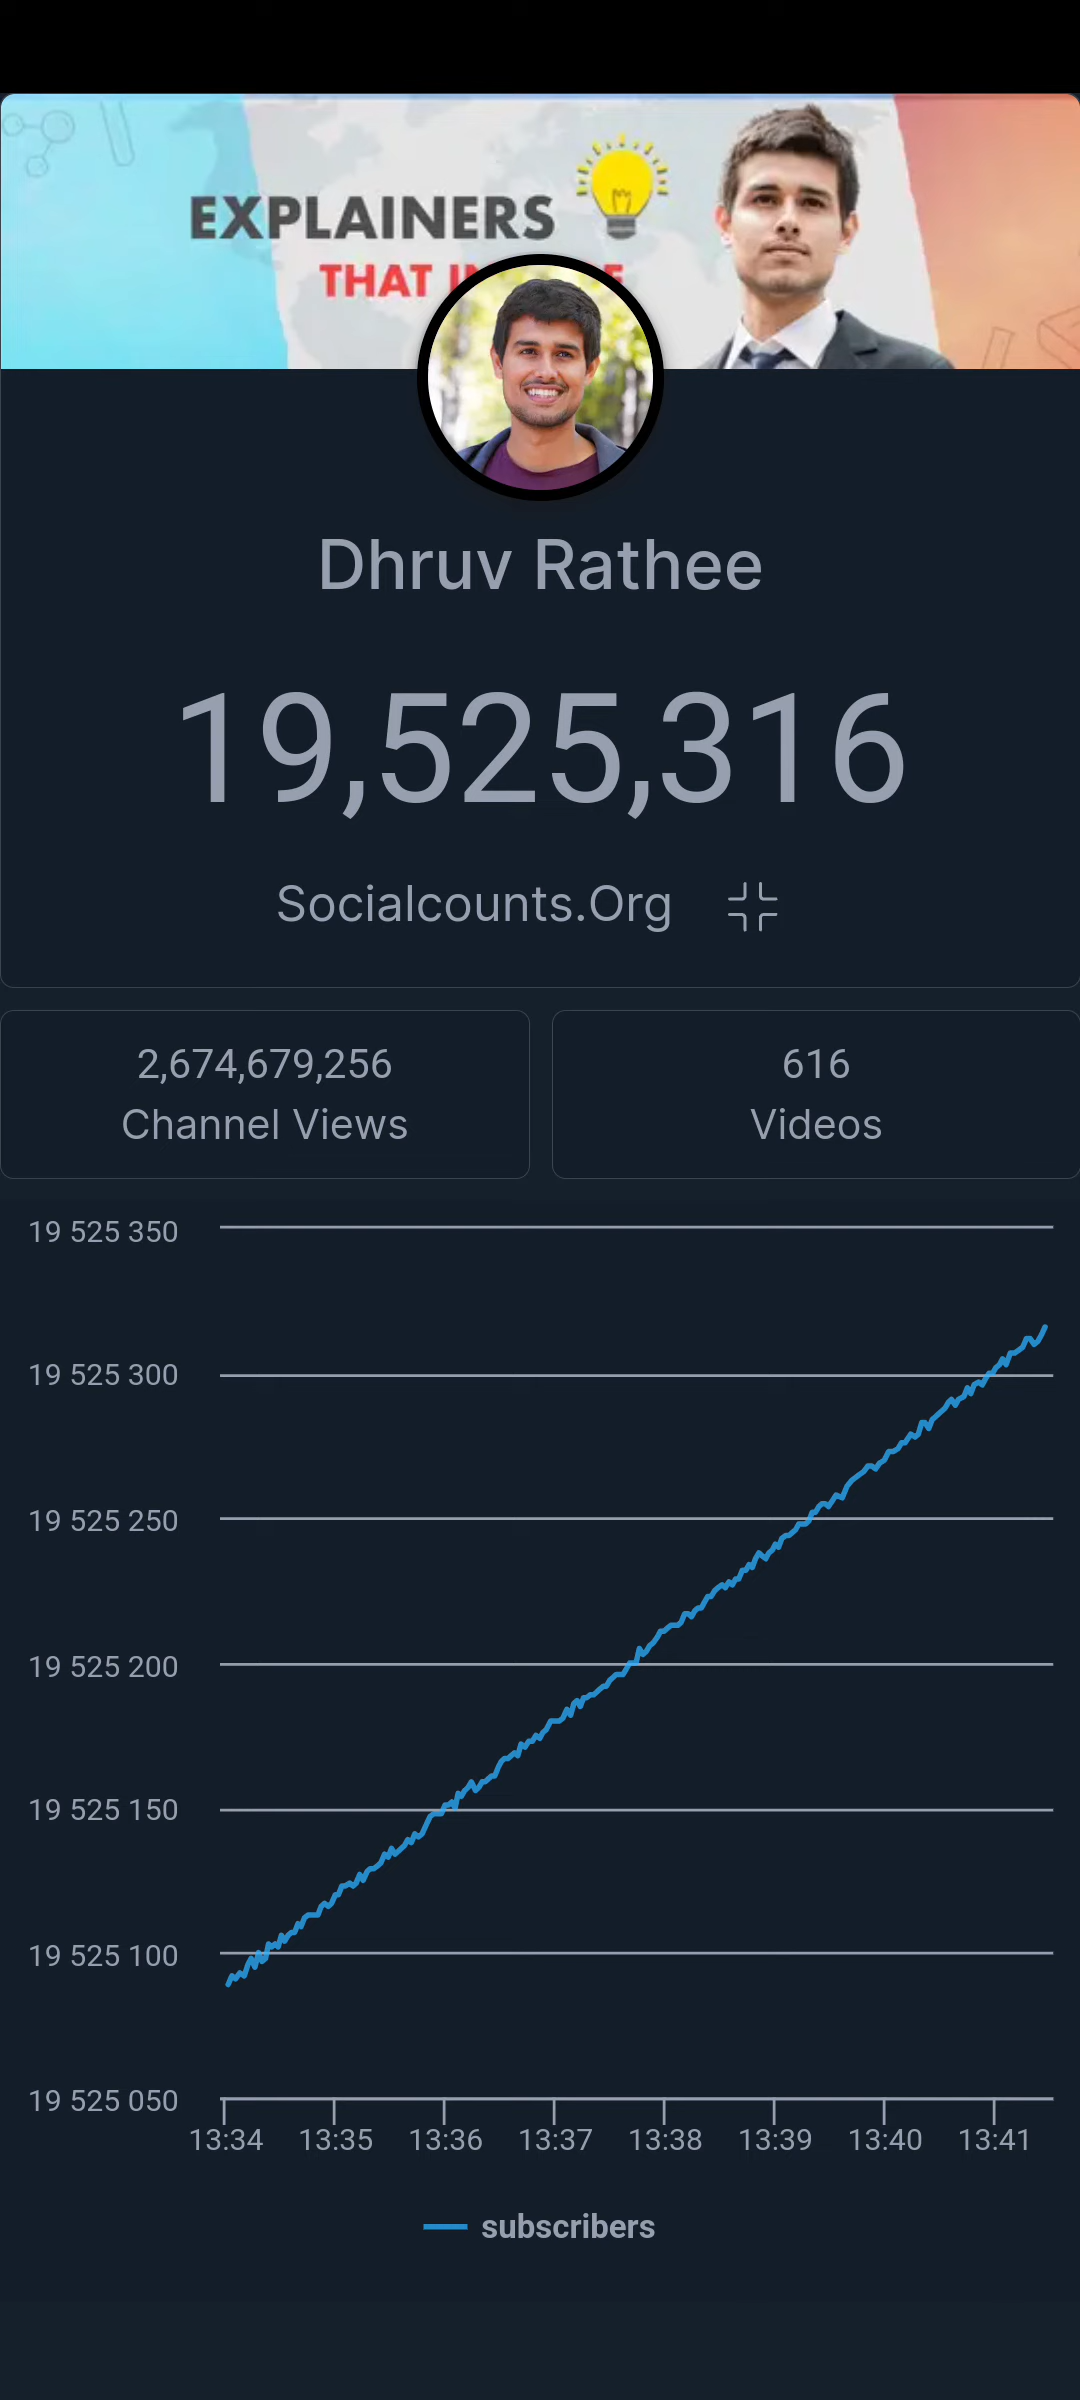 EXPLAINERS
THAT
Dhruv Rathee
19,525,316
Socialcounts.Org
2,674,679,256
Channel Views
616
Videos
19 525 350
19 525 300
19 525 250
19 525 200
19 525 150
19 525 100
19 525 050
13:34 13:35 13:36 13:37 13:38 13:39 13:40 13:41
subscribers